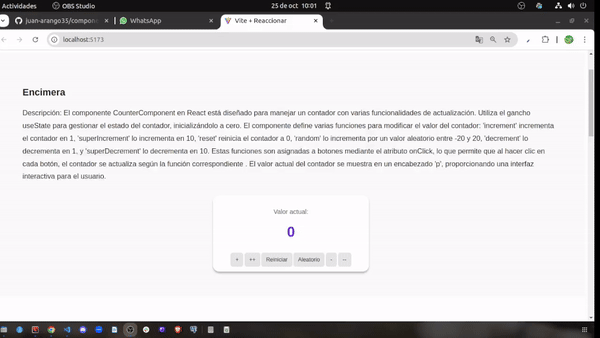 Actividades
OBS Studio
25 de oct 10:01
juan-arango35/compone
WhatsApp
Vite + Reaccionar
localhost:5173
Encimera
Descripción: El componente CounterComponent en React está diseñado para manejar un contador con varias funcionalidades de actualización. Utiliza el gancho
useState para gestionar el estado del contador, inicializándolo a cero. El componente define varias funciones para modificar el valor del contador: 'increment' incrementa
el contador en 1, 'superIncrement' lo incrementa en 10, 'reset' reinicia el contador a 0, 'random' lo incrementa por un valor aleatorio entre -20 y 20, 'decrement' lo
decrementa en 1, y 'superDecrement' lo decrementa en 10. Estas funciones son asignadas a botones mediante el atributo onClick, lo que permite que al hacer clic en
cada botón, el contador se actualiza según la función correspondiente . El valor actual del contador se muestra en un encabezado 'p', proporcionando una interfaz
interactiva para el usuario.
Valor actual:
0
+ ++ Reiniciar Aleatorio - --